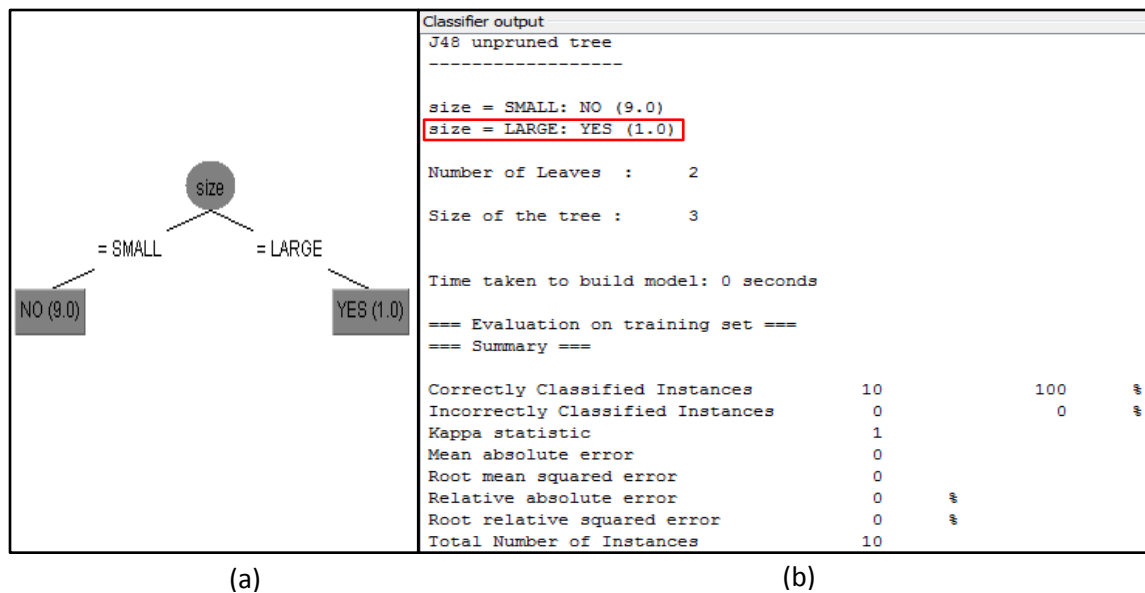 size
= SMALL
= LARGE
NO (9.0)
YES (1.0)
(a)
Classifier output
J48 unpruned tree
------------------
size = SMALL: NO (9.0)
size = LARGE: YES (1.0)
Number of Leaves : 2
Size of the tree : 3
Time taken to build model: 0 seconds
=== Evaluation on training set ===
=== Summary ===
Correctly Classified Instances 10 100 %
Incorrectly Classified Instances 0 0 %
Kappa statistic 1
Mean absolute error 0
Root mean squared error 0
Relative absolute error 0 %
Root relative squared error 0 %
Total Number of Instances 10
(b)